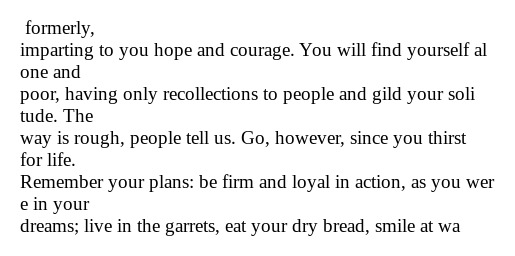 formerly,
imparting to you hope and courage. You will find yourself al
one and
poor, having only recollections to people and gild your soli
tude. The
way is rough, people tell us. Go, however, since you thirst
for life.
Remember your plans: be firm and loyal in action, as you wer
e in your
dreams; live in the garrets, eat your dry bread, smile at wa